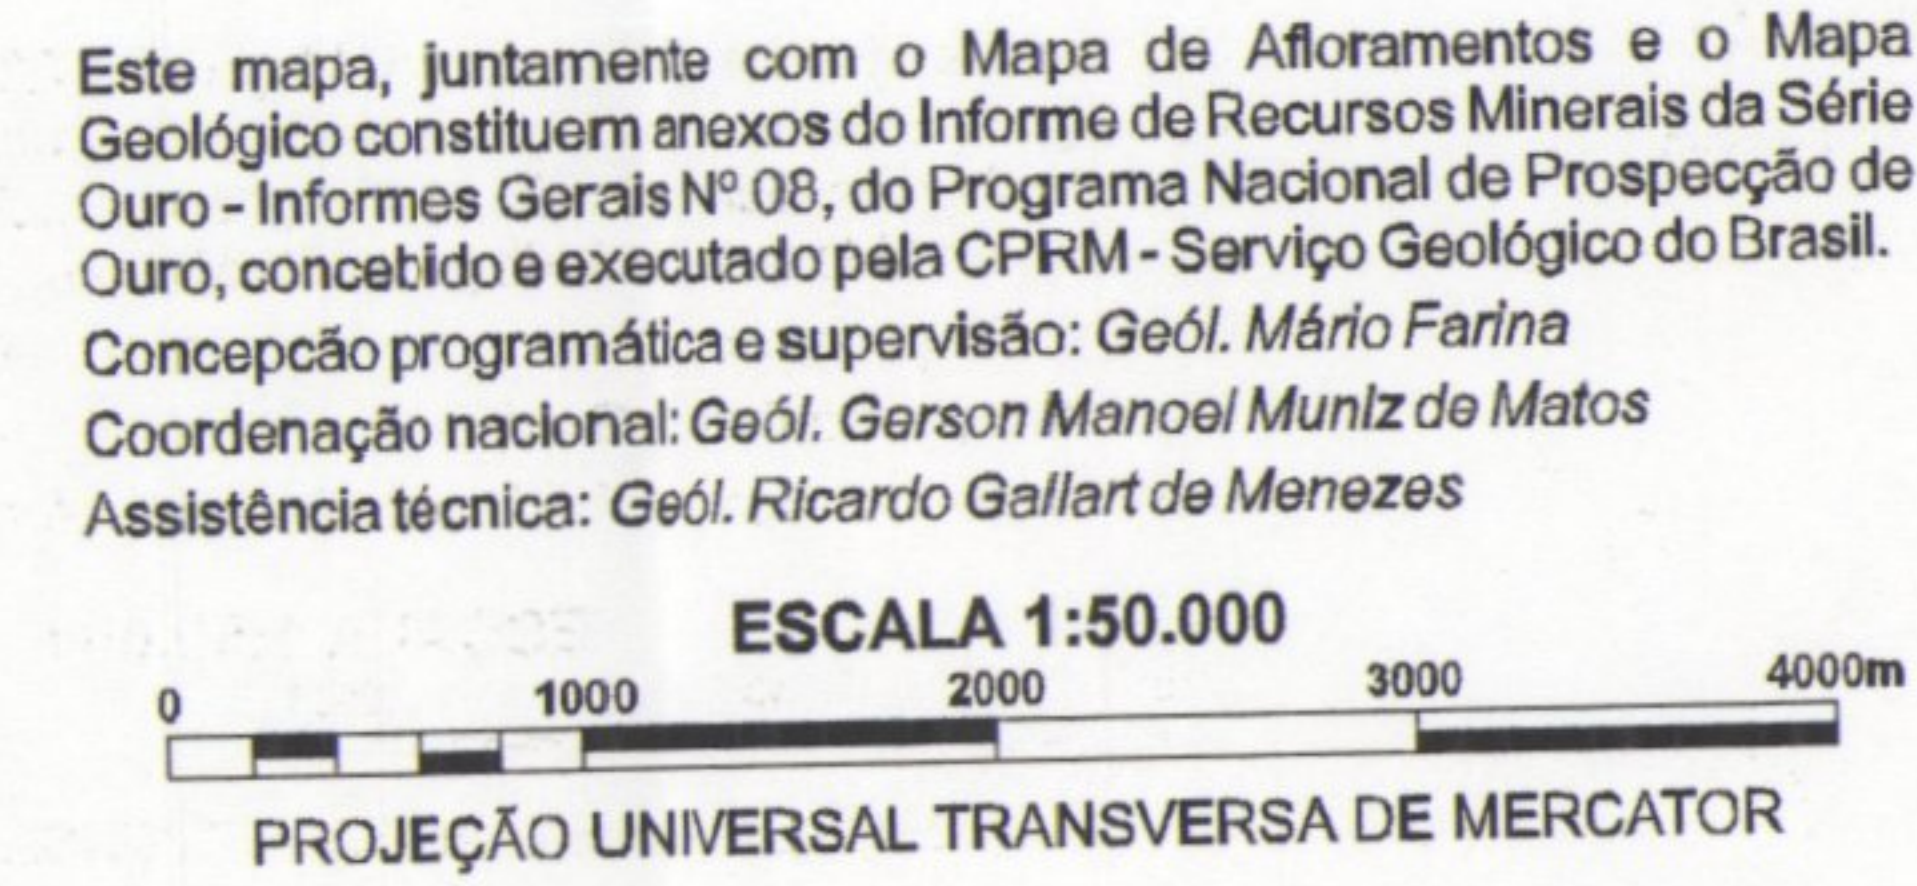 Este mapa, juntamente com o Mapa de Afloramentos e o Mapa
Geológico constituem anexos do Informe de Recursos Minerais da Série
Ouro - Informes Gerais Nº 08, do Programa Nacional de Prospecção de
Ouro, concebido e executado pela CPRM - Serviço Geológico do Brasil.
Concepcão programática e supervisão: Geól. Mário Farina
Coordenação nacional: Geól. Gerson Manoel Muniz de Matos
Assistência técnica: Geól. Ricardo Gallart de Menezes
ESCALA 1:50.000
0 1000 2000 3000 4000m
PROJEÇÃO UNIVERSAL TRANSVERSA DE MERCATOR